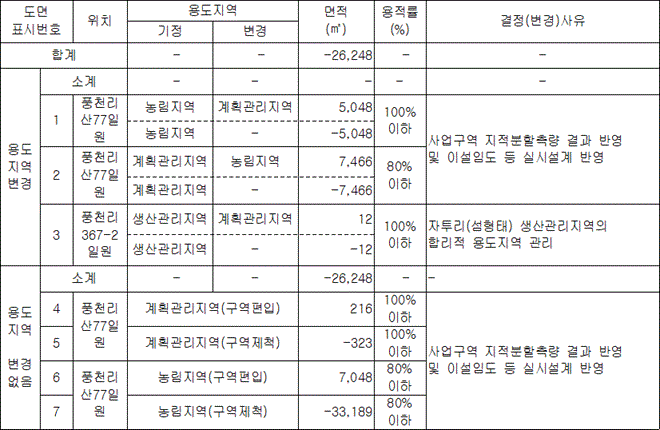 도면 표시번호 위치 용도지역 면적(㎡) 용적률(%) 결정(변경)사유
기정 변경
합계 - - -26,248 - -
용도지역 변경
소계 - - - - -
1 풍천리 산77일원 농림지역 계획관리지역 5,048 100% 이하 사업구역 지적분할측량 결과 반영
농림지역 - -5,048 및 이설임도 등 실시설계 반영
2 풍천리 산77일원 계획관리지역 농림지역 7,466 80% 이하
계획관리지역 - -7,466
3 풍천리 367-2일원 생산관리지역 계획관리지역 12 100% 이하 자투리(섬형태) 생산관리지역의
생산관리지역 - -12 합리적 용도지역 관리
용도지역 변경없음
소계 - - -26,248 - -
4 풍천리 산77일원 계획관리지역(구역편입) 216 100% 이하 사업구역 지적분할측량 결과 반영
5 계획관리지역(구역제척) -323 100% 이하 및 이설임도 등 실시설계 반영
6 풍천리 산77일원 농림지역(구역편입) 7,048 80% 이하
7 농림지역(구역제척) -33,189 80% 이하